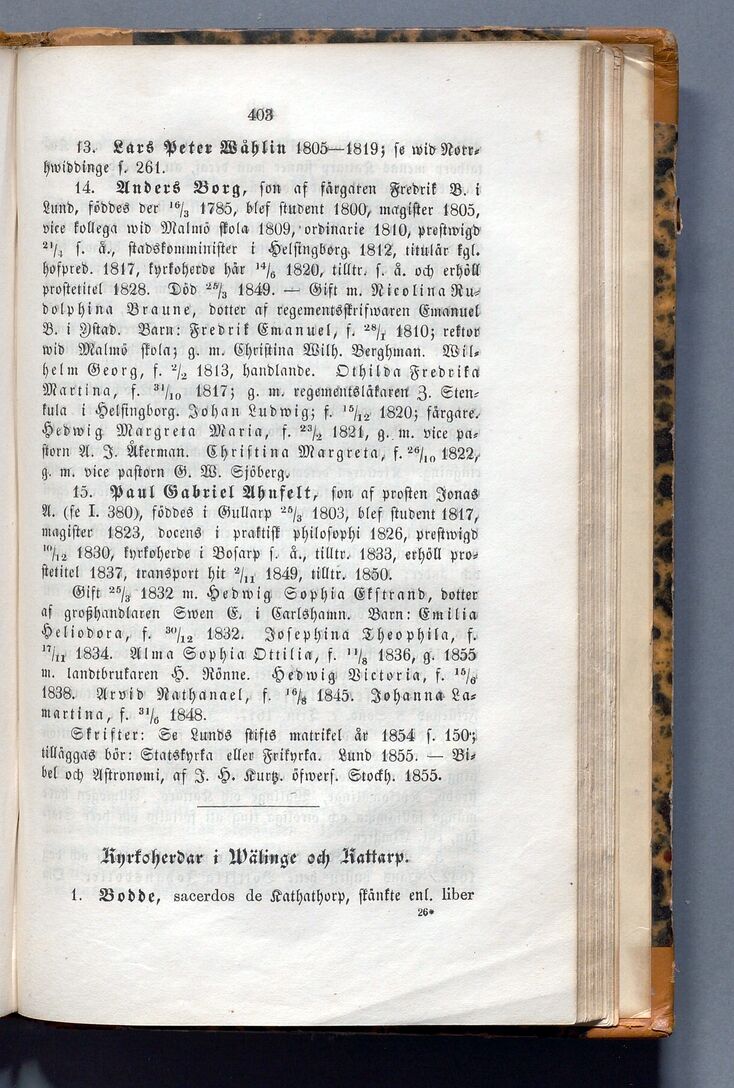 403
13. Lars Peter Wåhlin 1805—1819; se wid Norr-
hwiddinge s. 261.
14. Anders Borg, son af färgaren Fredrik B. i
Lund, föddes der 16/3 1785, blef student 1800, magister 1805,
vice kollega wid Malmö skola 1809, ordinarie 1810, prestwigd
21/4 s. å., stadskomminister i Helsingborg 1812, titulär kgl.
hofpred. 1817, kyrkoherde här 14/6 1820, tilltr. s. å. och erhöll
prostetitel 1828. Död 25/3 1849. — Gift m. Nicolina Ru-
dolphina Braune, dotter af regementsskrifwaren Emanuel
B. i Ystad. Barn: Fredrik Emanuel, f. 28/1 1810; rektor
wid Malmö skola; g. m. Christina Wilh. Berghman. Wil-
helm Georg, f. 2/2 1813, handlande. Othilda Fredrika
Martina, f. 31/10 1817; g. m. regementsläkaren J. Sten-
kula i Helsingborg. Johan Ludwig; f. 15/12 1820; färgare.
Hedwig Margreta Maria, f. 23/2 1821, g. m. vice pa-
storn A. J. Åkerman. Christina Margreta, f. 26/10 1822,
g. m. vice pastorn G. W. Sjöberg.
15. Paul Gabriel Ahnfelt, son af prosten Jonas
A. (se I. 380), föddes i Gullarp 25/3 1803, blef student 1817,
magister 1823, docens i praktisk philosophi 1826, prestwigd
10/12 1830, kyrkoherde i Bosarp s. å., tilltr. 1833, erhöll pro-
stetitel 1837, transport hit 2/11 1849, tilltr. 1850.
Gift 25/3 1832 m. Hedwig Sophia Ekstrand, dotter
af großhandlaren Swen E. i Carlshamn. Barn: Emilia
Heliodora, f. 30/12 1832. Josephina Theophila, f.
17/11 1834. Alma Sophia Ottilia, f. 11/8 1836, g. 1855
m. landtbrukaren H. Rönne. Hedwig Victoria, f. 15/6
1838. Arvid Nathanael, f. 16/8 1845. Johanna La-
martina, f. 31/6 1848.
Skrifter: Se Lunds stifts matrikel år 1854 s. 150;
tilläggas bör: Statskyrka eller Frikyrka. Lund 1855. — Bi-
bel och Astronomi, af J. H. Kurtz. öfwers. Stockh. 1855.
Kyrkoherdar i Wälinge och Kattarp.
1. Bodde, sacerdos de Kathathorp, skänkte enl. liber
26*